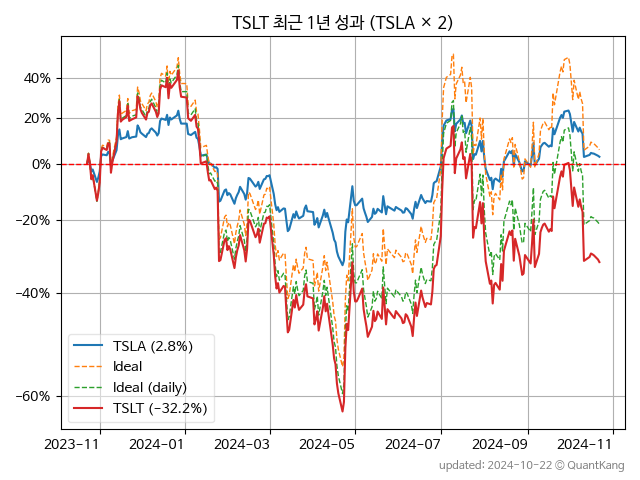 TSLT 최근 1년 성과 (TSLA × 2)
40%
20%
0%
−20%
−40%
−60%
TSLA (2.8%)
Ideal
Ideal (daily)
TSLT (−32.2%)
2023−11
2024−01
2024−03
2024−05
2024−07
2024−09
2024−11
updated: 2024-10-22 © QuantKang